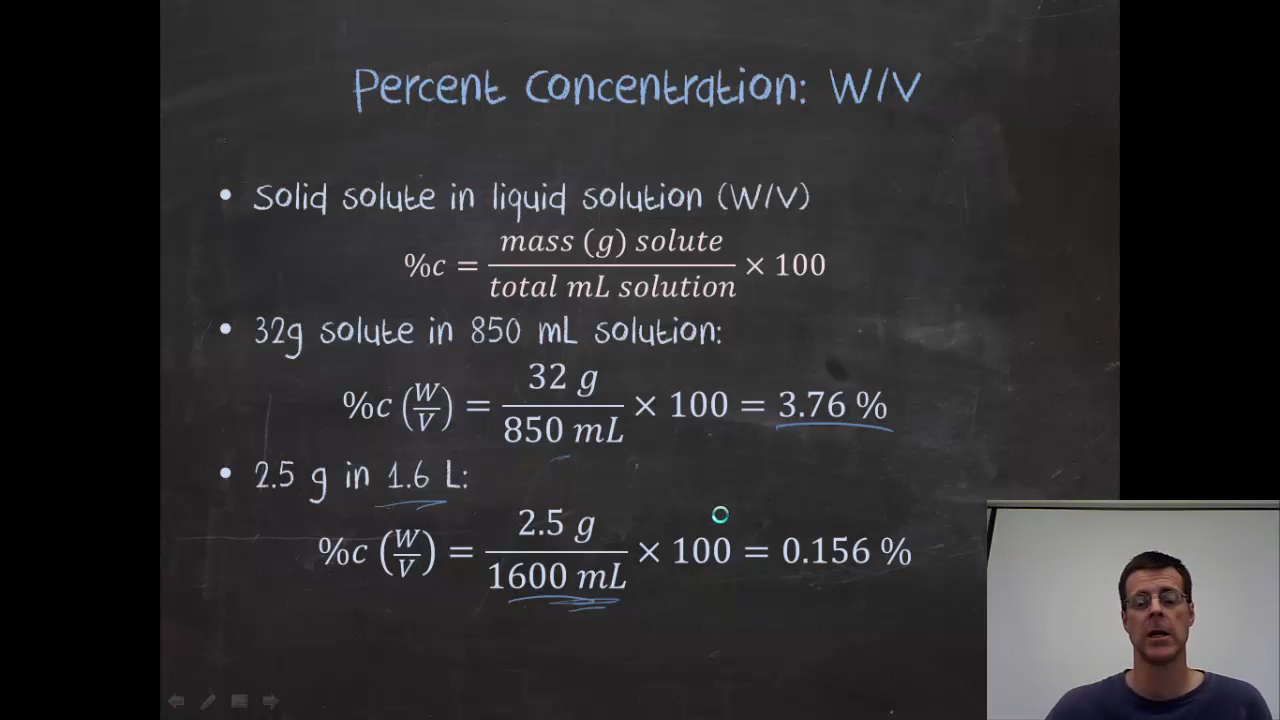 Percent Concentration: W/V
• Solid solute in liquid solution (W/V)
%c = mass (g) solute / total mL solution × 100
• 32g solute in 850 mL solution:
%c (W/V) = 32 g / 850 mL × 100 = 3.76 %
• 2.5 g in 1.6 L:
%c (W/V) = 2.5 g / 1600 mL × 100 = 0.156 %